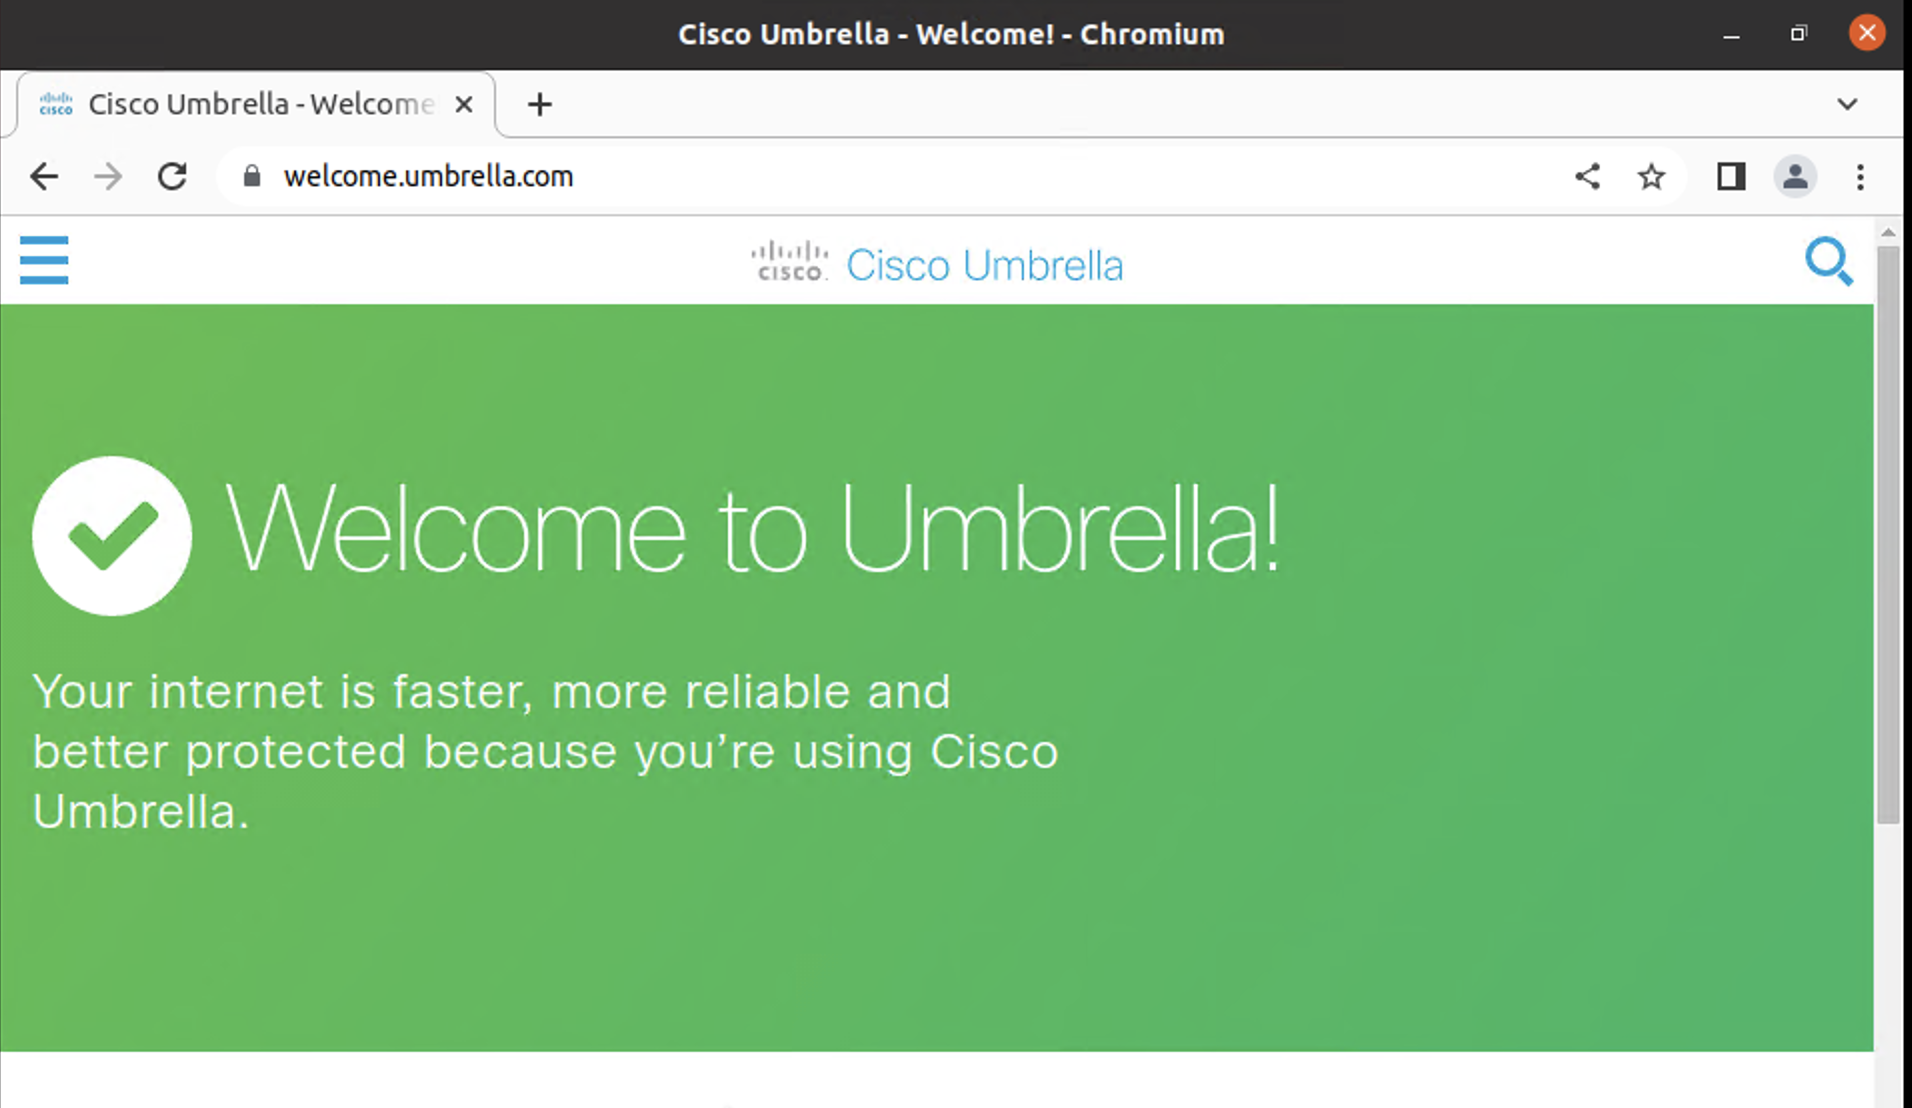 Cisco Umbrella - Welcome! - Chromium
cisco Cisco Umbrella - Welcome
welcome.umbrella.com
cisco. Cisco Umbrella
Welcome to Umbrella!
Your internet is faster, more reliable and
better protected because you’re using Cisco
Umbrella.